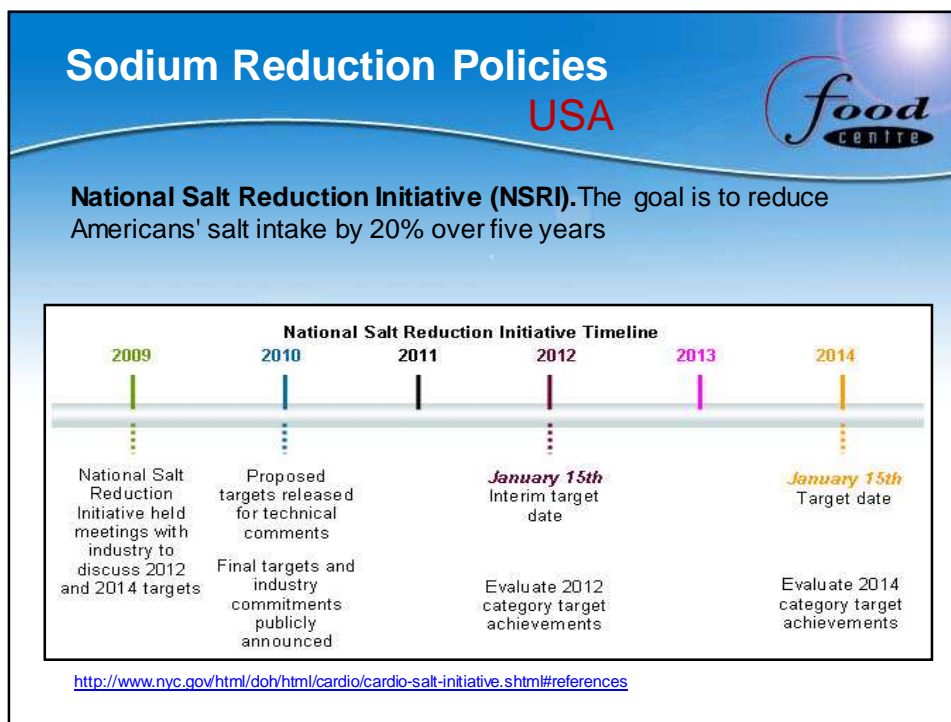 Sodium Reduction Policies
USA
food
centre
National Salt Reduction Initiative (NSRI).The goal is to reduce
Americans' salt intake by 20% over five years
National Salt Reduction Initiative Timeline
2009
2010
2011
2012
2013
2014
National Salt
Reduction
Initiative held
meetings with
industry to
discuss 2012
and 2014 targets
Proposed
targets released
for technical
comments
Final targets and
industry
commitments
publicly
announced
January 15th
Interim target
date
Evaluate 2012
category target
achievements
January 15th
Target date
Evaluate 2014
category target
achievements
http://www.nyc.gov/html/doh/html/cardio/cardio-salt-initiative.shtml#references